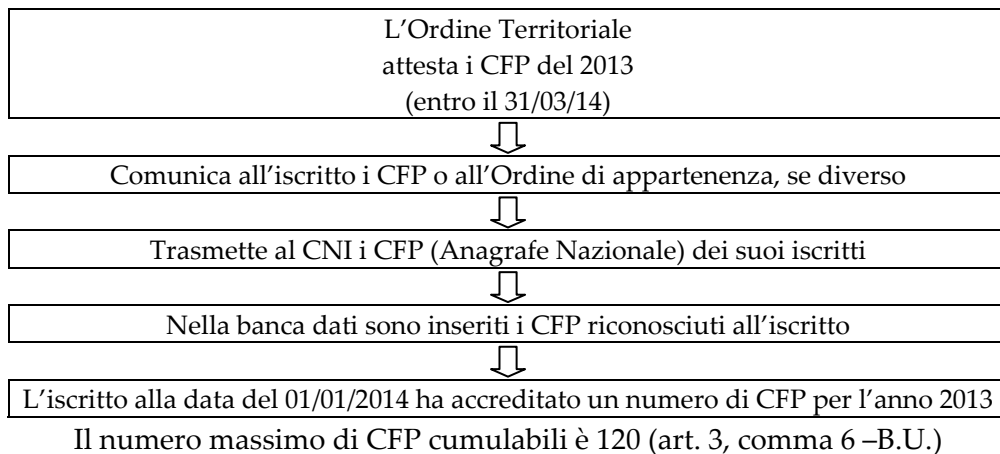 L’Ordine Territoriale
attesta i CFP del 2013
(entro il 31/03/14)
Comunica all’iscritto i CFP o all’Ordine di appartenenza, se diverso
Trasmette al CNI i CFP (Anagrafe Nazionale) dei suoi iscritti
Nella banca dati sono inseriti i CFP riconosciuti all’iscritto
L’iscritto alla data del 01/01/2014 ha accreditato un numero di CFP per l’anno 2013
Il numero massimo di CFP cumulabili è 120 (art. 3, comma 6 –B.U.)